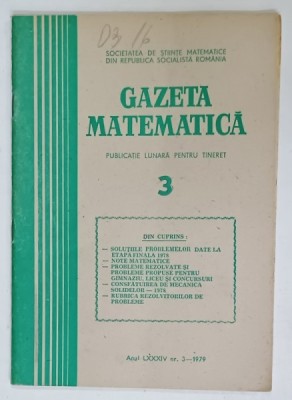 D3 /6
SOCIETATEA DE ȘTIINȚE MATEMATICE
DIN REPUBLICA SOCIALISTĂ ROMÂNIA
GAZETA
MATEMATICĂ
PUBLICAȚIE LUNARĂ PENTRU TINERET
3
DIN CUPRINS:
— SOLUȚIILE PROBLEMELOR DATE LA
ETAPA FINALĂ 1978
— NOTE MATEMATICE
— PROBLEME REZOLVATE ȘI
PROBLEME PROPUSE PENTRU
GIMNAZIU, LICEU ȘI CONCURSURI
— CONSFĂTUIREA DE MECANICA
SOLIDELOR — 1978
— RUBRICA REZOLVITORILOR DE
PROBLEME
Anul LXXXIV nr. 3—1979